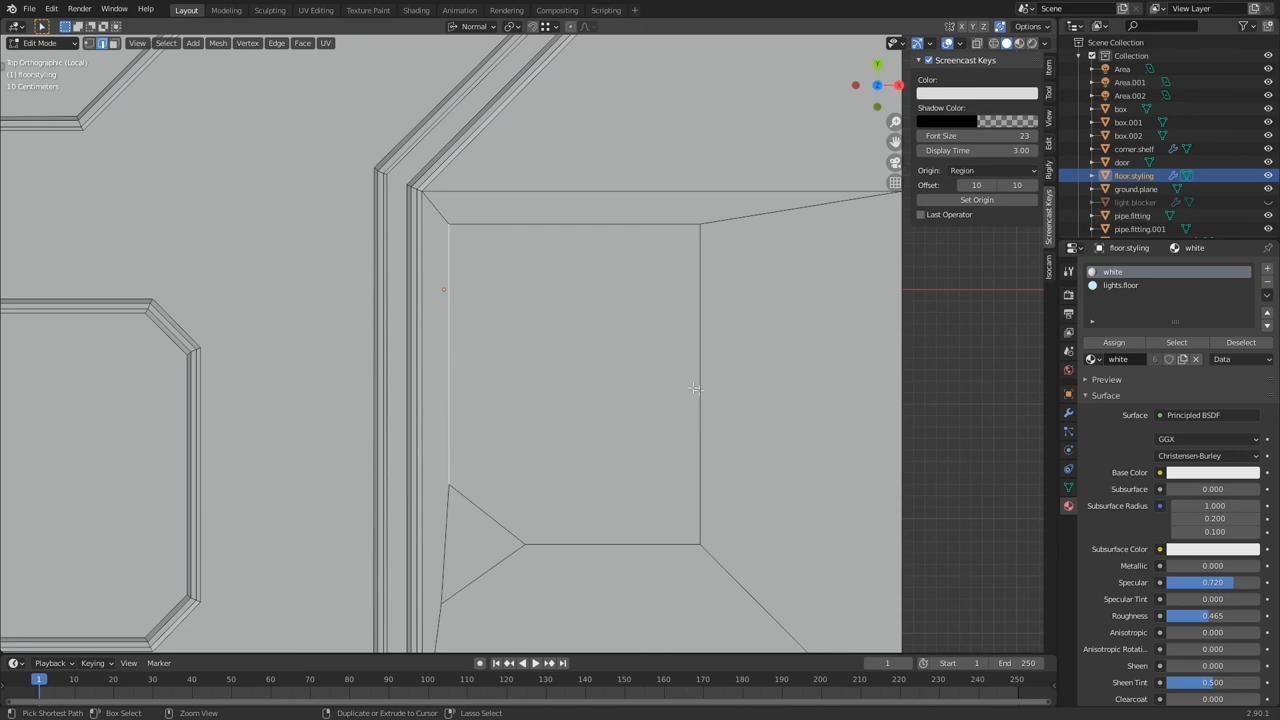 File Edit Render Window Help Layout Modeling Sculpting UV Editing Texture Paint Shading Animation Rendering Compositing Scripting + Scene View Layer
Normal X Y Z Options
Edit Mode View Select Add Mesh Vertex Edge Face UV
Top Orthographic (Local)
(1) floor.styling
10 Centimeters
Y
Z
X
Screencast Keys
Color:
Shadow Color:
Font Size 23
Display Time 3.00
Origin: Region
Offset: 10 10
Set Origin
Last Operator
Item
Tool
View
Edit
Rigify
Screencast Keys
Isocam
Scene Collection
Collection
Area
Area.001
Area.002
box
box.001
box.002
corner.shelf
door
floor.styling
ground.plane
light.blocker
pipe.fitting
pipe.fitting.001
floor.styling white
white
lights.floor
Assign Select Deselect
white 6 Data
Preview
Surface
Surface Principled BSDF
GGX
Christensen-Burley
Base Color
Subsurface 0.000
Subsurface Radius 1.000
0.200
0.100
Subsurface Color
Metallic 0.000
Specular 0.720
Specular Tint 0.000
Roughness 0.465
Anisotropic 0.000
Anisotropic Rotati... 0.000
Sheen 0.000
Sheen Tint 0.500
Clearcoat 0.000
Playback Keying View Marker 1 Start 1 End 250
1 10 20 30 40 50 60 70 80 90 100 110 120 130 140 150 160 170 180 190 200 210 220 230 240 250
Pick Shortest Path Box Select Zoom View Duplicate or Extrude to Cursor Lasso Select 2.90.1